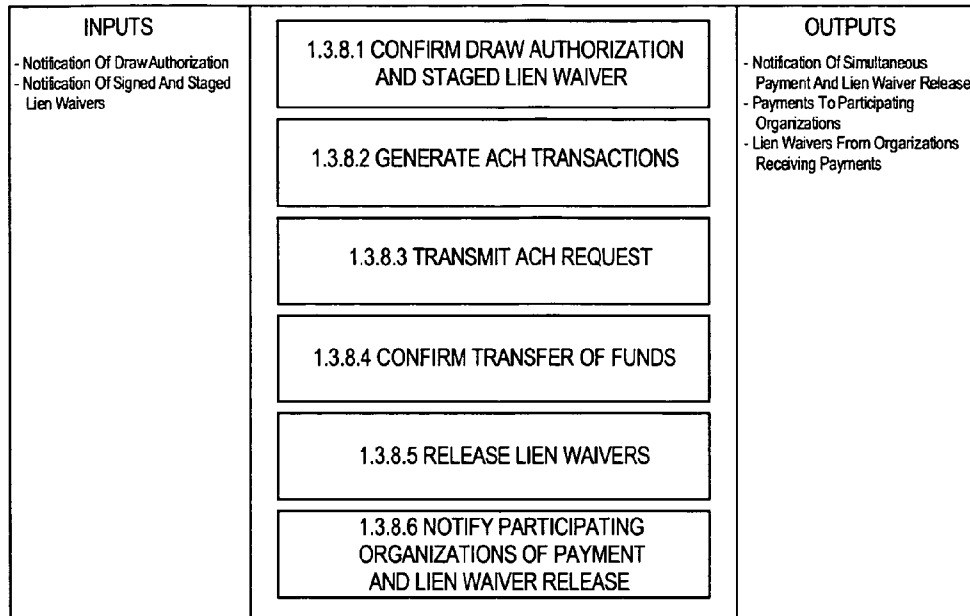 INPUTS
- Notification Of Draw Authorization
- Notification Of Signed And Staged
Lien Waivers
1.3.8.1 CONFIRM DRAW AUTHORIZATION
AND STAGED LIEN WAIVER
1.3.8.2 GENERATE ACH TRANSACTIONS
1.3.8.3 TRANSMIT ACH REQUEST
1.3.8.4 CONFIRM TRANSFER OF FUNDS
1.3.8.5 RELEASE LIEN WAIVERS
1.3.8.6 NOTIFY PARTICIPATING
ORGANIZATIONS OF PAYMENT
AND LIEN WAIVER RELEASE
OUTPUTS
- Notification Of Simultaneous
Payment And Lien Waiver Release
- Payments To Participating
Organizations
- Lien Waivers From Organizations
Receiving Payments